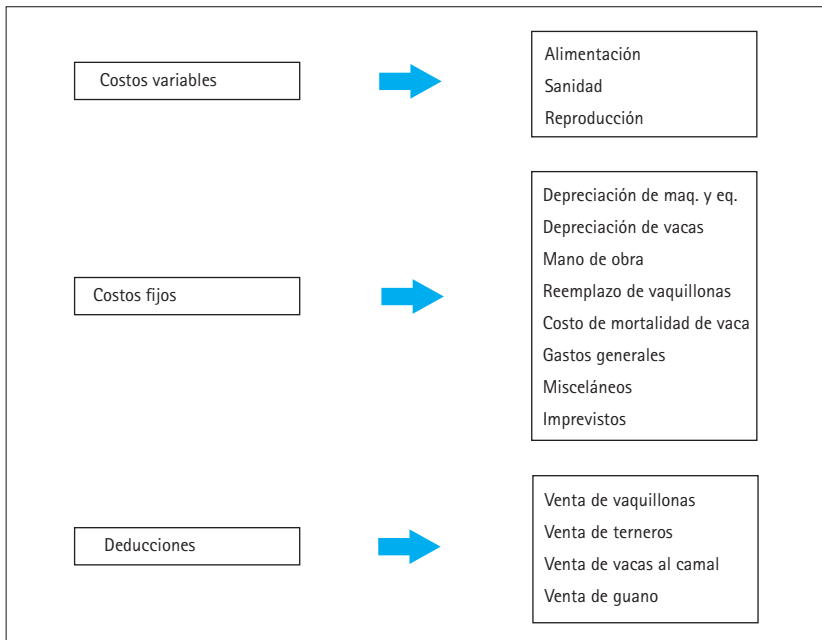 Costos variables
Alimentación
Sanidad
Reproducción
Costos fijos
Depreciación de maq. y eq.
Depreciación de vacas
Mano de obra
Reemplazo de vaquillonas
Costo de mortalidad de vaca
Gastos generales
Misceláneos
Imprevistos
Deducciones
Venta de vaquillonas
Venta de terneros
Venta de vacas al camal
Venta de guano